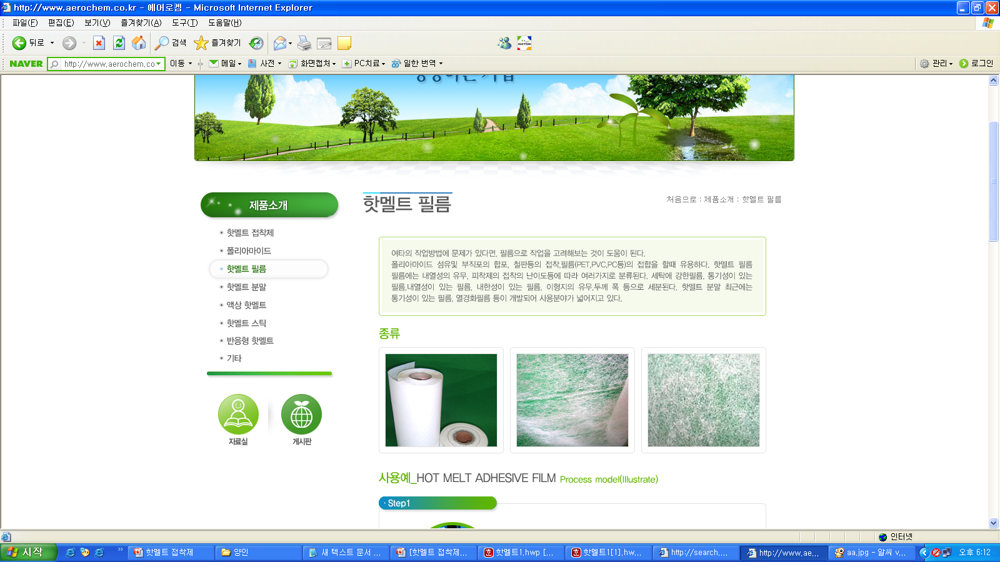 http://www.aerochem.co.kr - 에어로켐 - Microsoft Internet Explorer
파일(F) 편집(E) 보기(V) 즐겨찾기(A) 도구(T) 도움말(H)
뒤로 검색 즐겨찾기 AUCTION
NAVER http://www.aerochem.co 이동 메일 사전 화면캡처 PC치료 일한 번역 관리 로그인
제품소개
핫멜트 접착제
폴리아마이드
핫멜트 필름
핫멜트 분말
액상 핫멜트
핫멜트 스틱
반응형 핫멜트
기타
자료실 게시판
핫멜트 필름
처음으로 : 제품소개 : 핫멜트 필름
여타의 작업방법에 문제가 있다면, 필름으로 작업을 고려해보는 것이 도움이 된다.
폴리아마이드 섬유및 부직포의 합포, 철판등의 접착,필름(PET,PVC,PC등)의 접합을 할때 유용하다. 핫멜트 필름
필름에는 내열성의 유무, 피착제의 접착의 난이도등에 따라 여러가지로 분류된다. 세탁에 강한필름, 통기성이 있는
필름,내열성이 있는 필름, 내한성이 있는 필름, 이형지의 유무,두께 폭 등으로 세분된다. 핫멜트 분말 최근에는
통기성이 있는 필름, 열경화필름 등이 개발되어 사용분야가 넓어지고 있다.
종류
사용예_HOT MELT ADHESIVE FILM Process model(Illustrate)
Step1
인터넷
시작 핫멜트 접착제 양인 새 텍스트 문서 ... [핫멜트 접착제... 핫멜트1.hwp [... 핫멜트1[1].hw... http://search.... http://www.ae... aa.jpg - 알씨 v... 오후 6:12